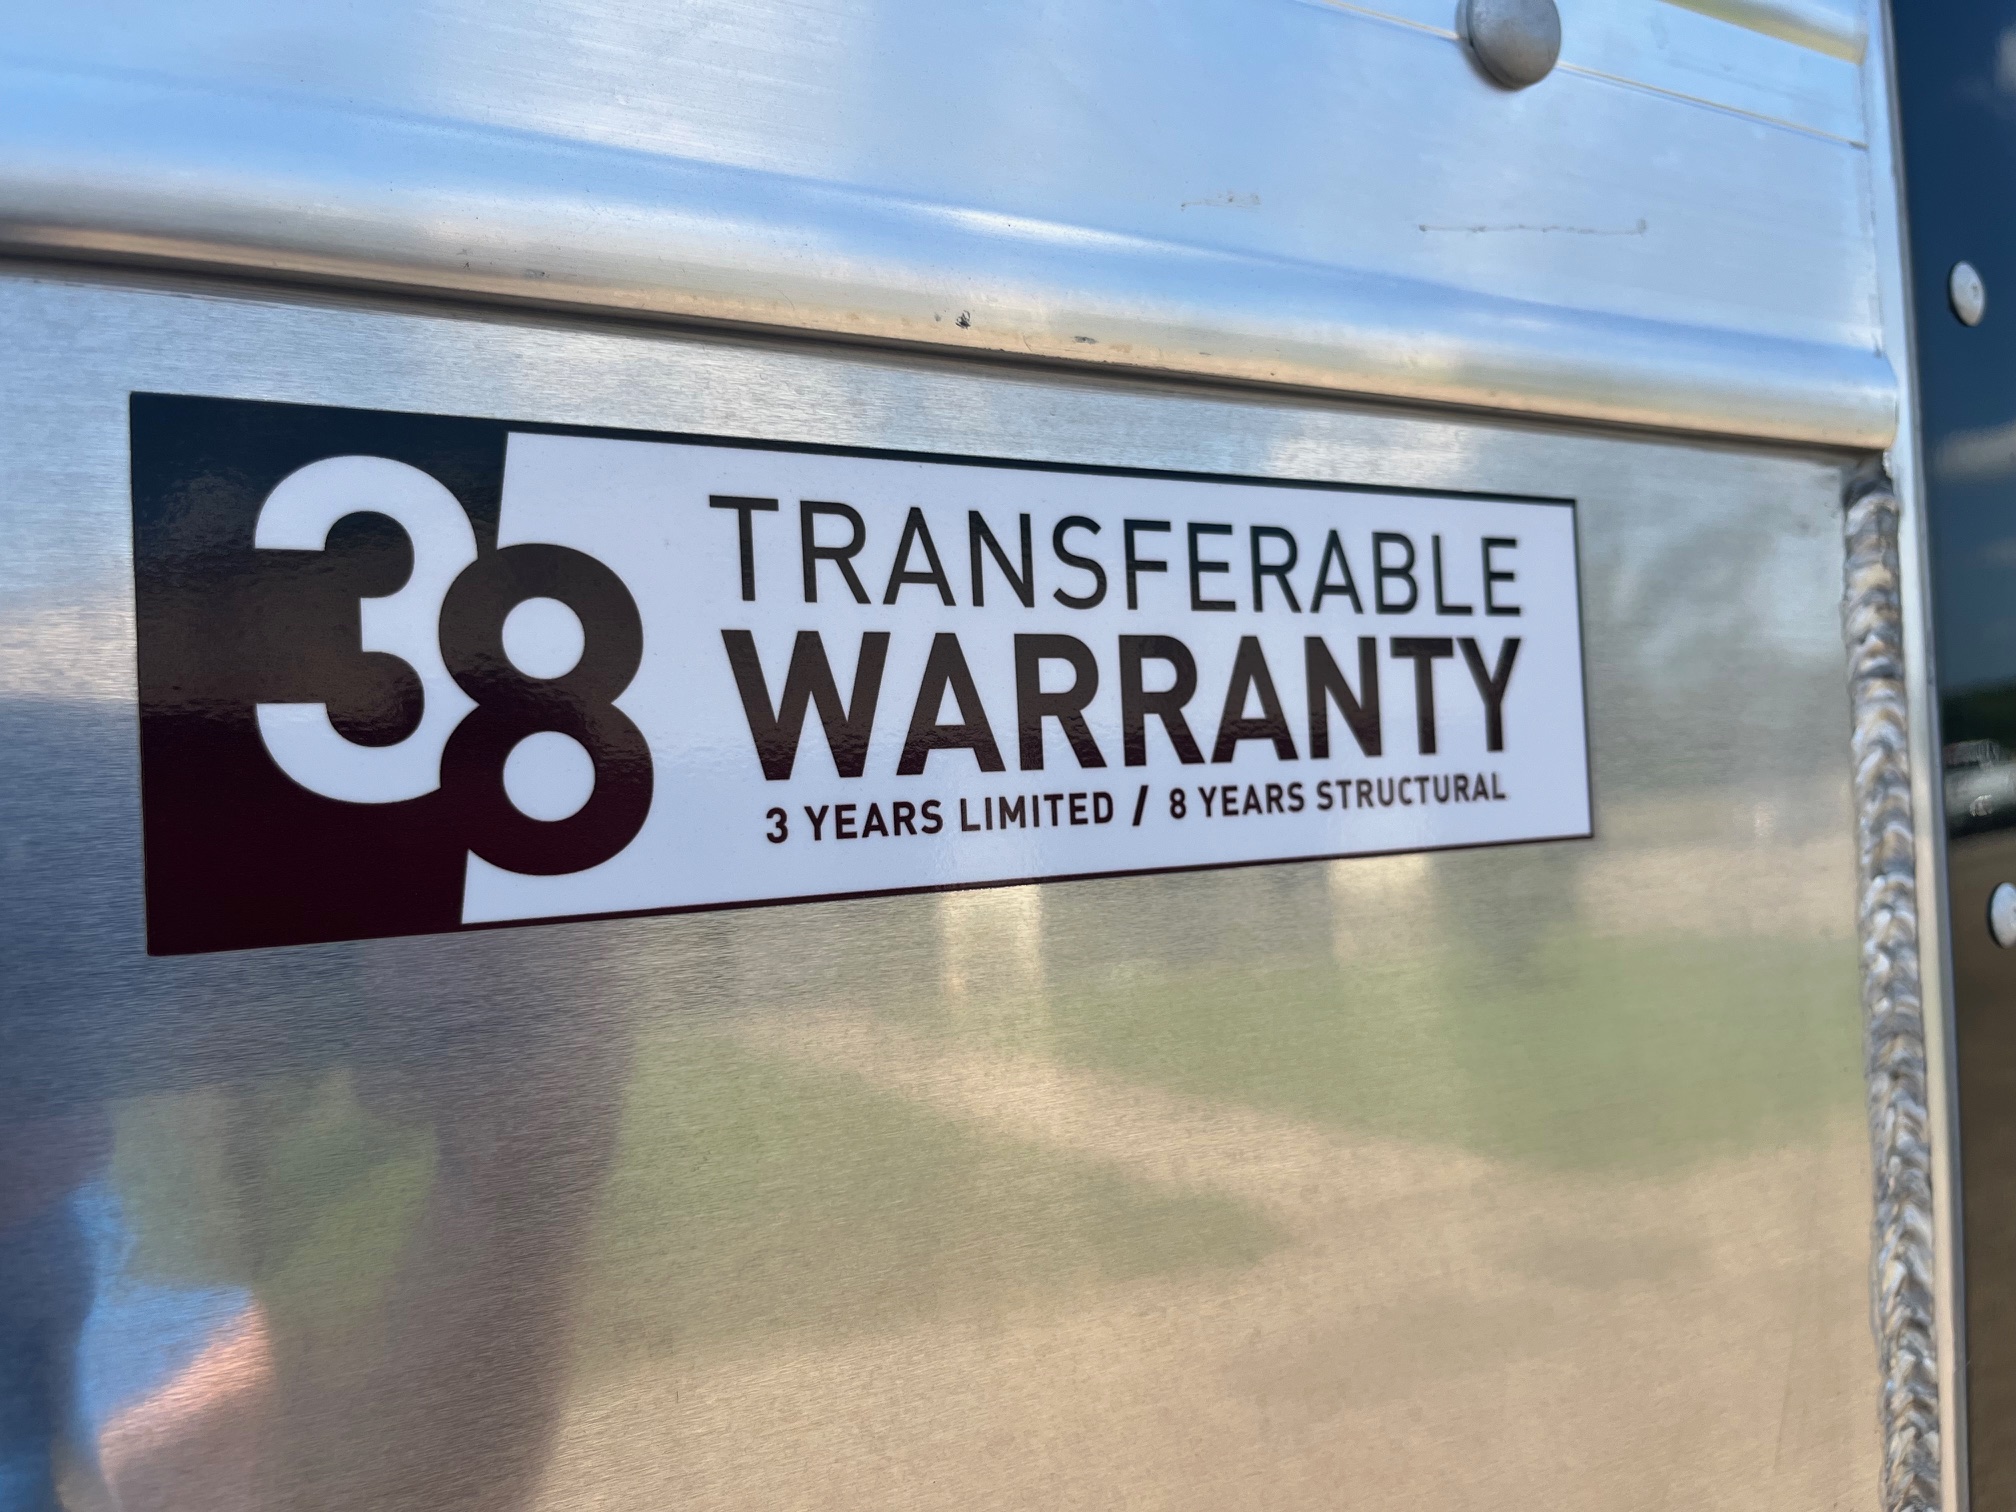 38
TRANSFERABLE
WARRANTY
3 YEARS LIMITED / 8 YEARS STRUCTURAL